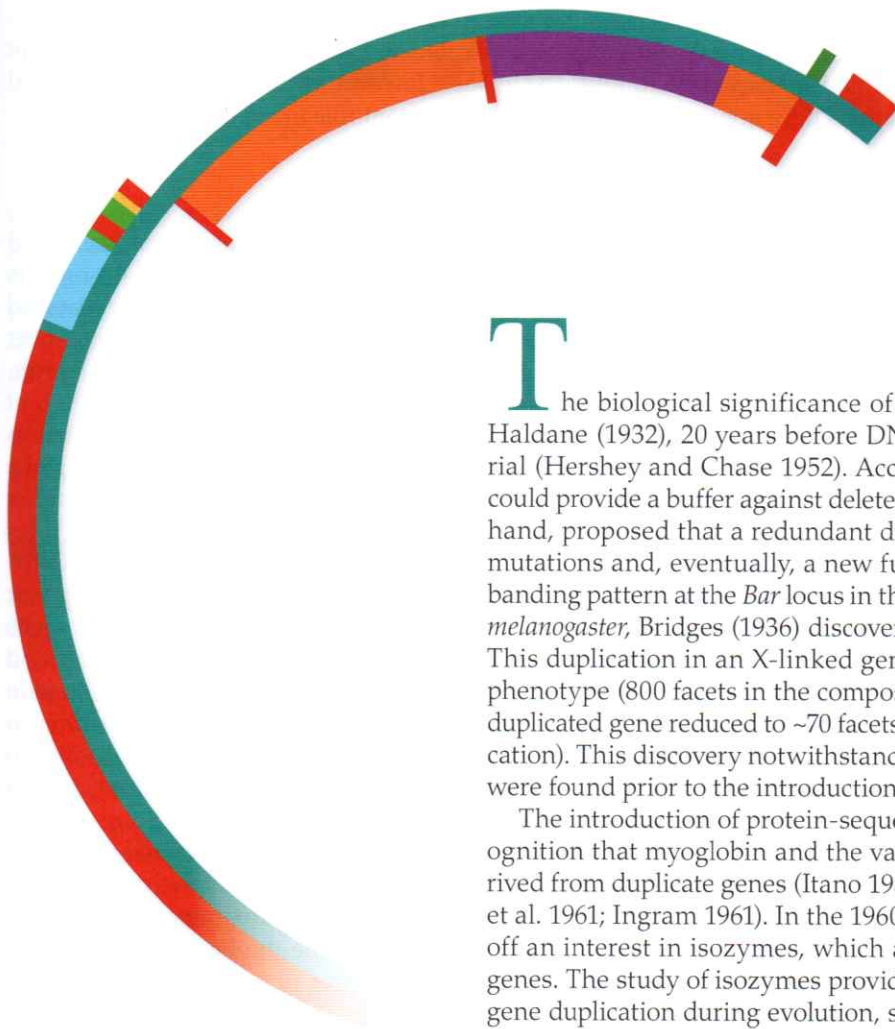 The biological significance of
Haldane (1932), 20 years before DN
rial (Hershey and Chase 1952). Acc
could provide a buffer against delete
hand, proposed that a redundant d
mutations and, eventually, a new fu
banding pattern at the Bar locus in th
melanogaster, Bridges (1936) discover
This duplication in an X-linked gen
phenotype (800 facets in the compo
duplicated gene reduced to ~70 facets
cation). This discovery notwithstand
were found prior to the introduction
The introduction of protein-seque
ognition that myoglobin and the va
rived from duplicate genes (Itano 19
et al. 1961; Ingram 1961). In the 1960
off an interest in isozymes, which a
genes. The study of isozymes provid
gene duplication during evolution, s